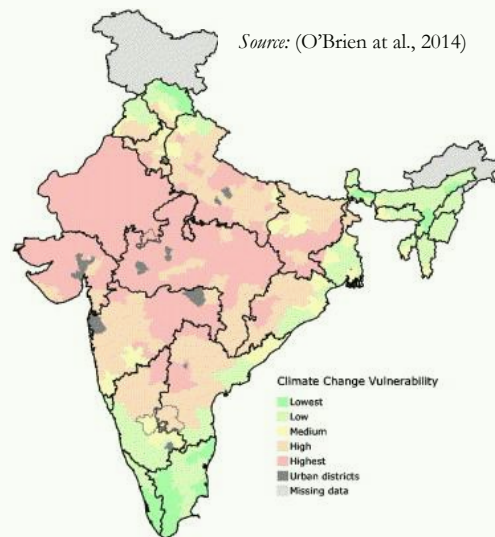 Source: (O'Brien at al., 2014)
Climate Change Vulnerability
Lowest
Low
Medium
High
Highest
Urban districts
Missing data